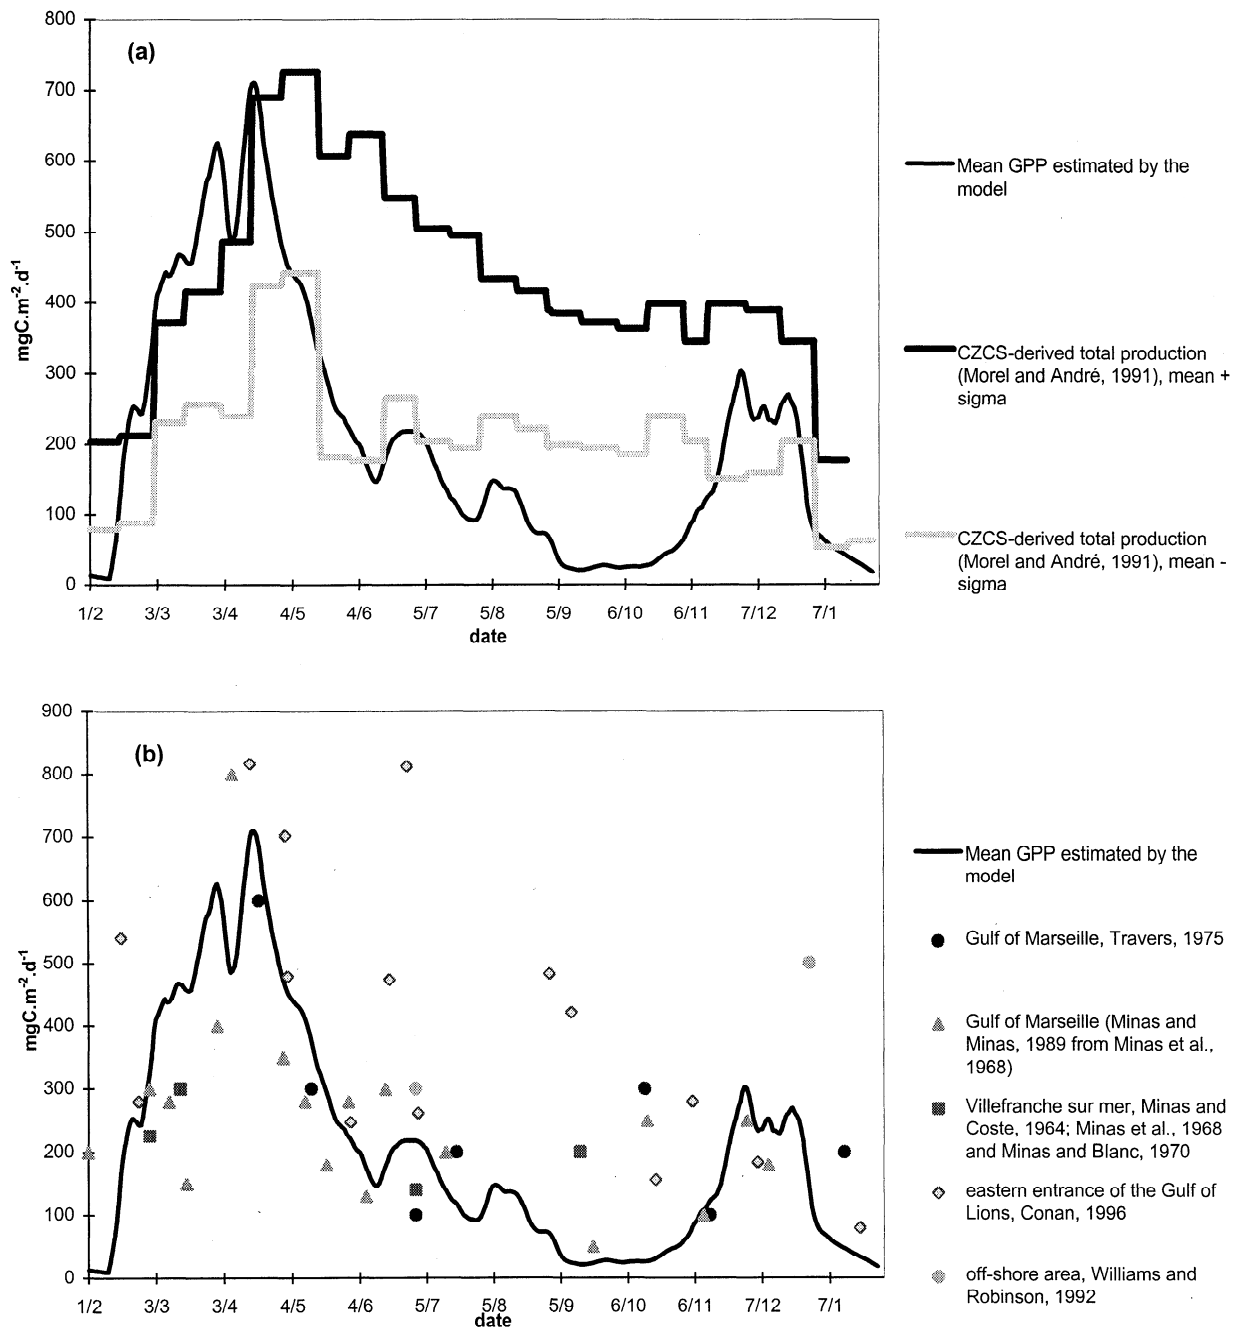 800
(a)
700
600
500
400
300
200
100
0
mgC.m-2.d-1
1/2 3/3 3/4 4/5 4/6 5/7 5/8 5/9 6/10 6/11 7/12 7/1
date
Mean GPP estimated by the
model
CZCS-derived total production
(Morel and André, 1991), mean +
sigma
CZCS-derived total production
(Morel and André, 1991), mean -
sigma
900
(b)
800
700
600
500
400
300
200
100
0
mgC.m-2.d-1
1/2 3/3 3/4 4/5 4/6 5/7 5/8 5/9 6/10 6/11 7/12 7/1
date
Mean GPP estimated by the
model
Gulf of Marseille, Travers, 1975
Gulf of Marseille (Minas and
Minas, 1989 from Minas et al.,
1968)
Villefranche sur mer, Minas and
Coste, 1964; Minas et al., 1968
and Minas and Blanc, 1970
eastern entrance of the Gulf of
Lions, Conan, 1996
off-shore area, Williams and
Robinson, 1992